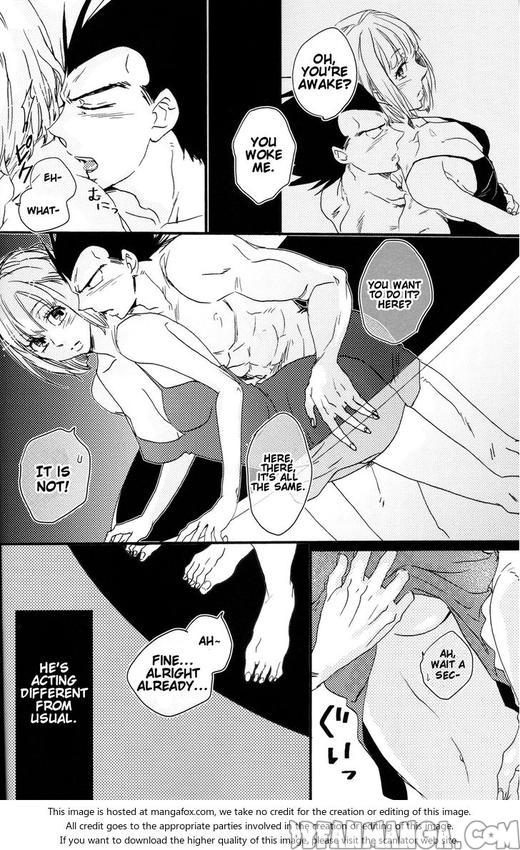 OH,
YOU'RE
AWAKE?
YOU
WOKE
ME.
EH-
WHAT-
YOU WANT
TO DO IT?
HERE?
IT IS
NOT!
HERE,
THERE,
IT'S ALL
THE SAME.
AH,
WAIT A
SEC-
AH~
FINE...
ALRIGHT
ALREADY...
HE'S
ACTING
DIFFERENT
FROM
USUAL.
This image is hosted at mangafox.com, we take no credit for the creation or editing of this image.
All credit goes to the appropriate parties involved in the creation or editing of this image.
If you want to download the higher quality of this image, please visit the scanlator web site.
DREAMMANGA.COM